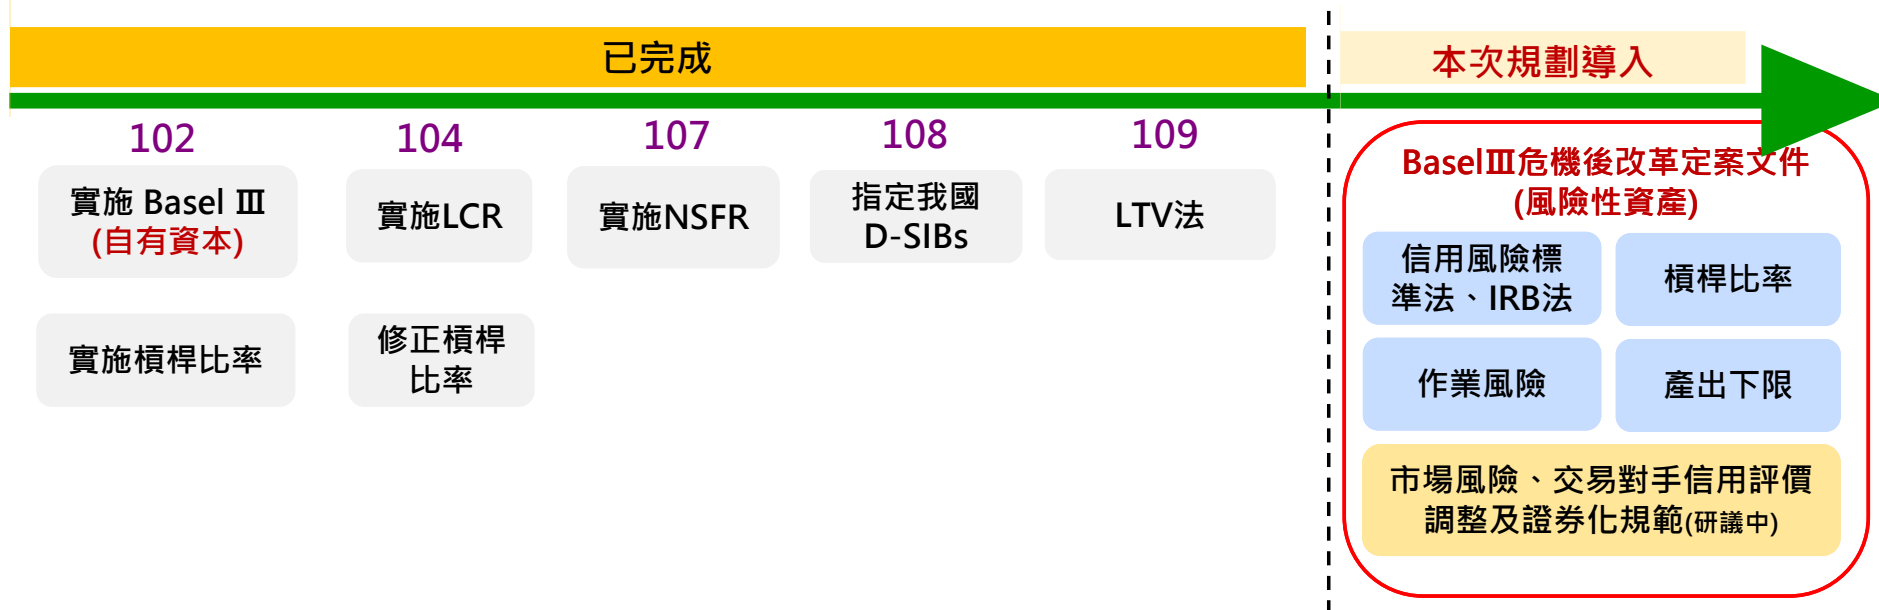 已完成
本次規劃導入
102
104
107
108
109
實施 Basel Ⅲ
(自有資本)
實施LCR
實施NSFR
指定我國
D-SIBs
LTV法
實施槓桿比率
修正槓桿
比率
BaselⅢ危機後改革定案文件
(風險性資產)
信用風險標
準法、IRB法
槓桿比率
作業風險
產出下限
市場風險、交易對手信用評價
調整及證券化規範(研議中)